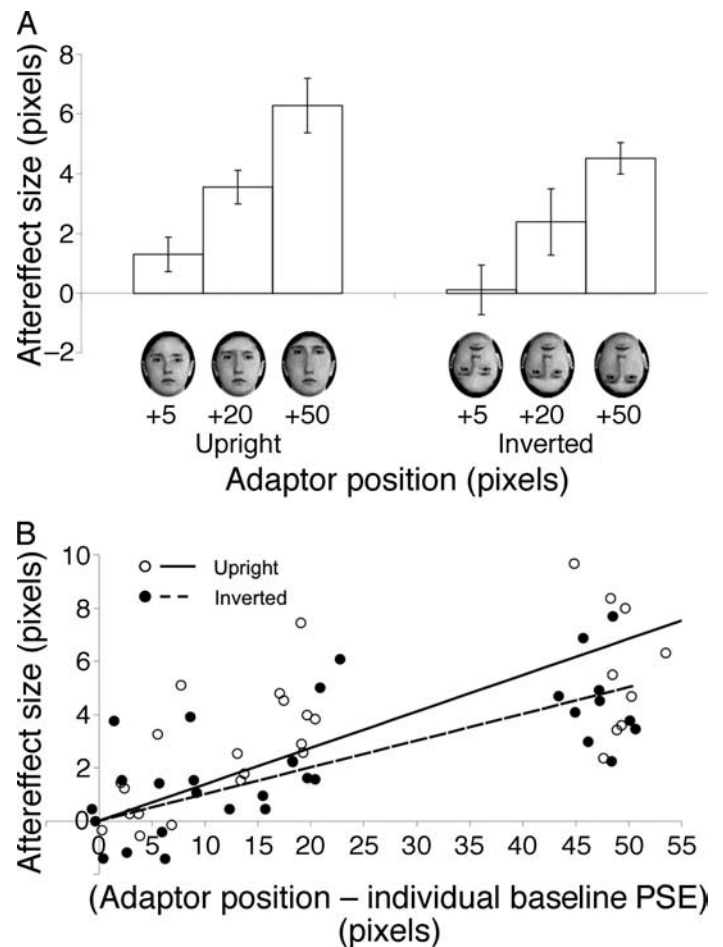 A
Aftereffect size (pixels)
8
6
4
2
0
−2
+5 +20 +50 +5 +20 +50
Upright Inverted
Adaptor position (pixels)
B
Aftereffect size (pixels)
10
8
6
4
2
0
Upright
Inverted
0 5 10 15 20 25 30 35 40 45 50 55
(Adaptor position – individual baseline PSE)
(pixels)